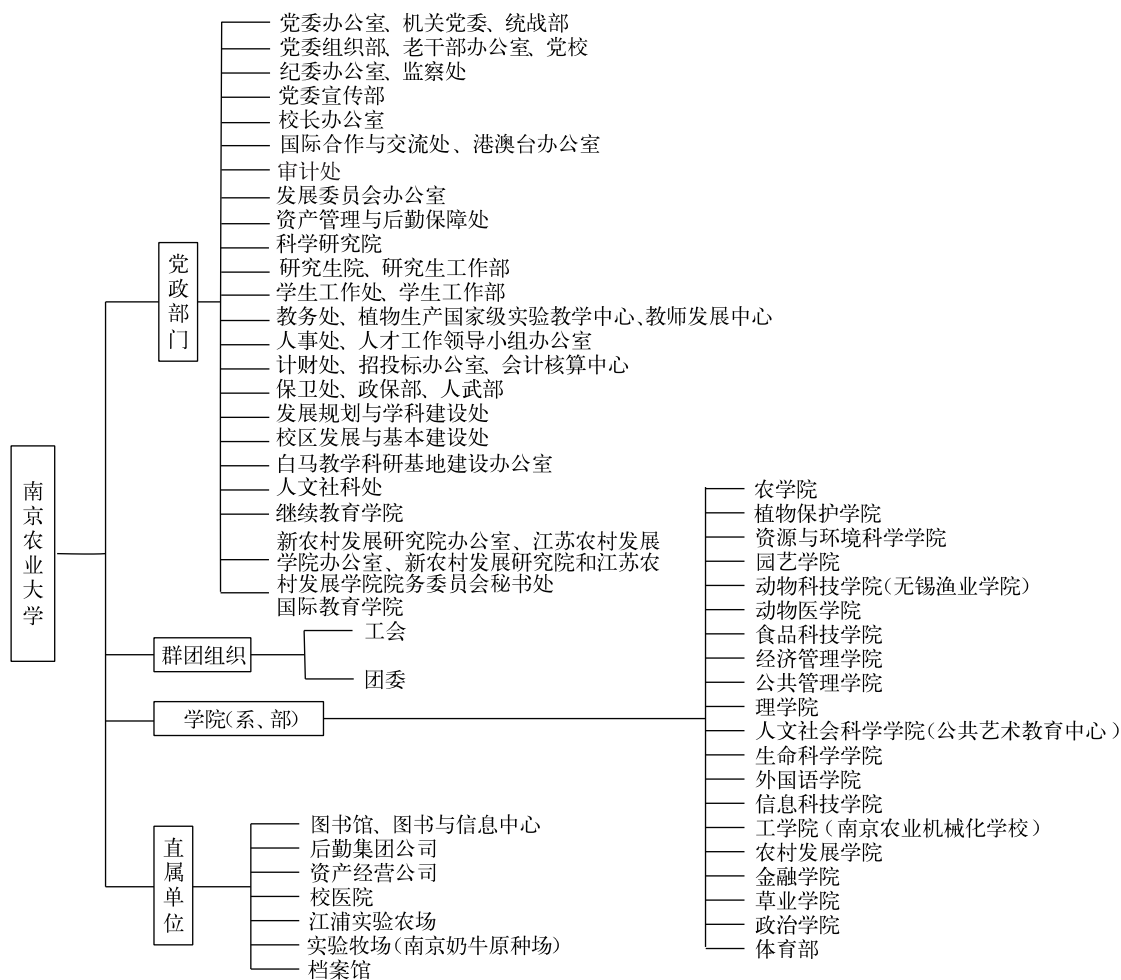 南京农业大学
党政部门
党委办公室、机关党委、统战部
党委组织部、老干部办公室、党校
纪委办公室、监察处
党委宣传部
校长办公室
国际合作与交流处、港澳台办公室
审计处
发展委员会办公室
资产管理与后勤保障处
科学研究院
研究生院、研究生工作部
学生工作处、学生工作部
教务处、植物生产国家级实验教学中心、教师发展中心
人事处、人才工作领导小组办公室
计财处、招投标办公室、会计核算中心
保卫处、政保部、人武部
发展规划与学科建设处
校区发展与基本建设处
白马教学科研基地建设办公室
人文社科处
继续教育学院
新农村发展研究院办公室、江苏农村发展
学院办公室、新农村发展研究院和江苏农
村发展学院院务委员会秘书处
国际教育学院
群团组织
工会
团委
学院(系、部)
农学院
植物保护学院
资源与环境科学学院
园艺学院
动物科技学院(无锡渔业学院)
动物医学院
食品科技学院
经济管理学院
公共管理学院
理学院
人文社会科学学院(公共艺术教育中心)
生命科学学院
外国语学院
信息科技学院
工学院(南京农业机械化学校)
农村发展学院
金融学院
草业学院
政治学院
体育部
直属单位
图书馆、图书与信息中心
后勤集团公司
资产经营公司
校医院
江浦实验农场
实验牧场(南京奶牛原种场)
档案馆